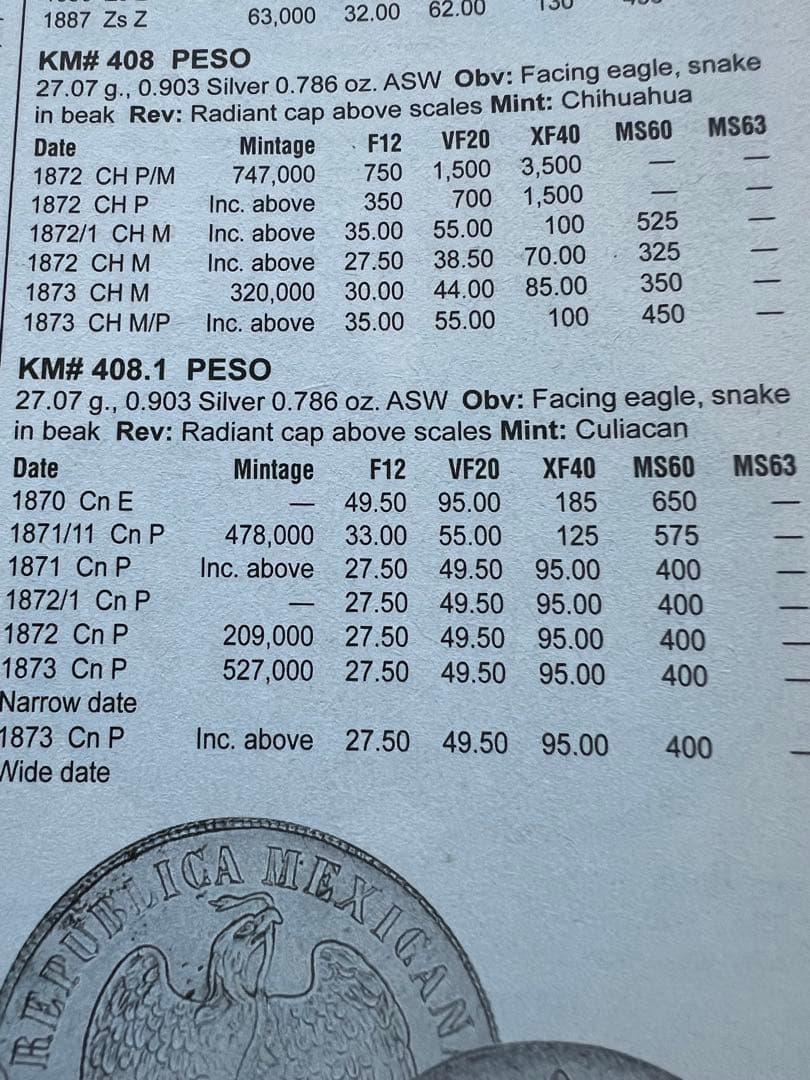 1887 Zs Z 63,000 32.00 62.00 130
KM# 408 PESO
27.07 g., 0.903 Silver 0.786 oz. ASW Obv: Facing eagle, snake
in beak Rev: Radiant cap above scales Mint: Chihuahua
Date Mintage F12 VF20 XF40 MS60 MS63
1872 CH P/M 747,000 750 1,500 3,500 — —
1872 CH P Inc. above 350 700 1,500 — —
1872/1 CH M Inc. above 35.00 55.00 100 525 —
1872 CH M Inc. above 27.50 38.50 70.00 325 —
1873 CH M 320,000 30.00 44.00 85.00 350 —
1873 CH M/P Inc. above 35.00 55.00 100 450 —
KM# 408.1 PESO
27.07 g., 0.903 Silver 0.786 oz. ASW Obv: Facing eagle, snake
in beak Rev: Radiant cap above scales Mint: Culiacan
Date Mintage F12 VF20 XF40 MS60 MS63
1870 Cn E — 49.50 95.00 185 650 —
1871/11 Cn P 478,000 33.00 55.00 125 575 —
1871 Cn P Inc. above 27.50 49.50 95.00 400 —
1872/1 Cn P — 27.50 49.50 95.00 400 —
1872 Cn P 209,000 27.50 49.50 95.00 400 —
1873 Cn P 527,000 27.50 49.50 95.00 400 —
Narrow date
1873 Cn P Inc. above 27.50 49.50 95.00 400 —
Wide date
REPUBLICA MEXICANA